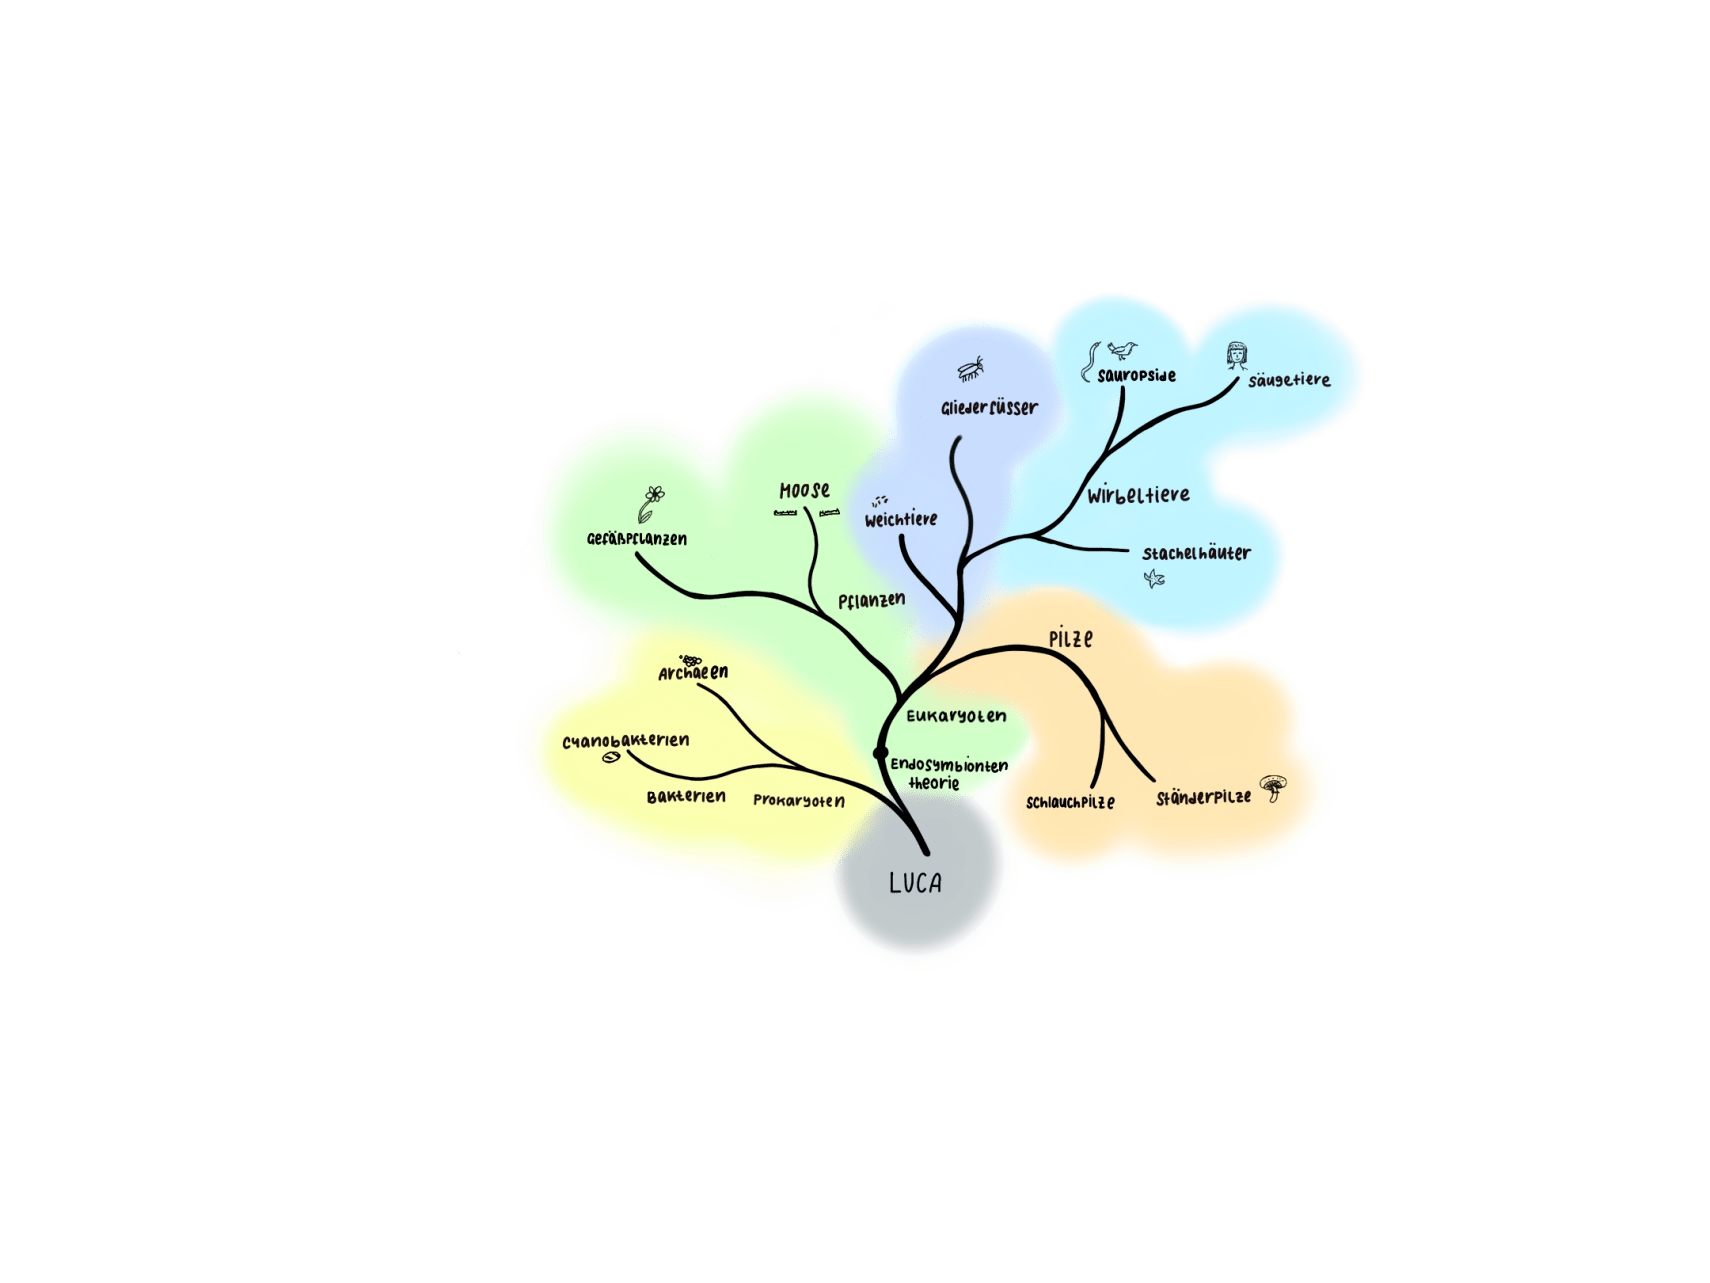 Sauropside
Säugetiere
Gliederfüsser
Moose
Wirbeltiere
Weichtiere
Gefäßpflanzen
Stachelhäuter
Pflanzen
Pilze
Archaeen
Eukaryoten
Cyanobakterien
Endosymbionten
theorie
Bakterien
Prokaryoten
Schlauchpilze
Ständerpilze
LUCA